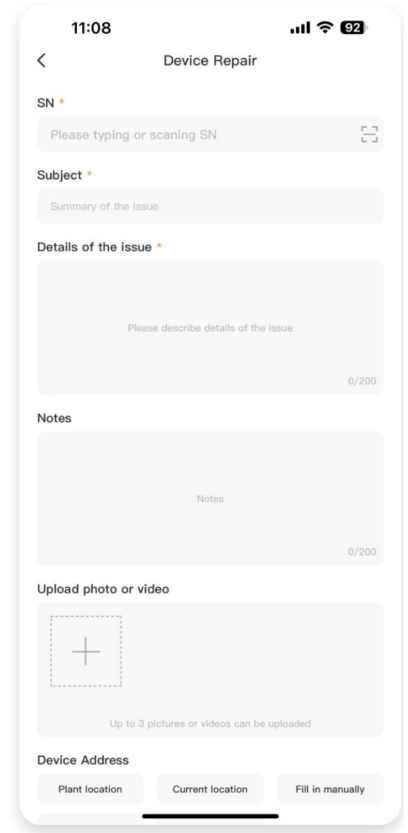 11:08
92
Device Repair
SN *
Please typing or scaning SN
Subject *
Summary of the issue
Details of the issue *
Please describe details of the issue
0/200
Notes
Notes
0/200
Upload photo or video
Up to 3 pictures or videos can be uploaded
Device Address
Plant location Current location Fill in manually